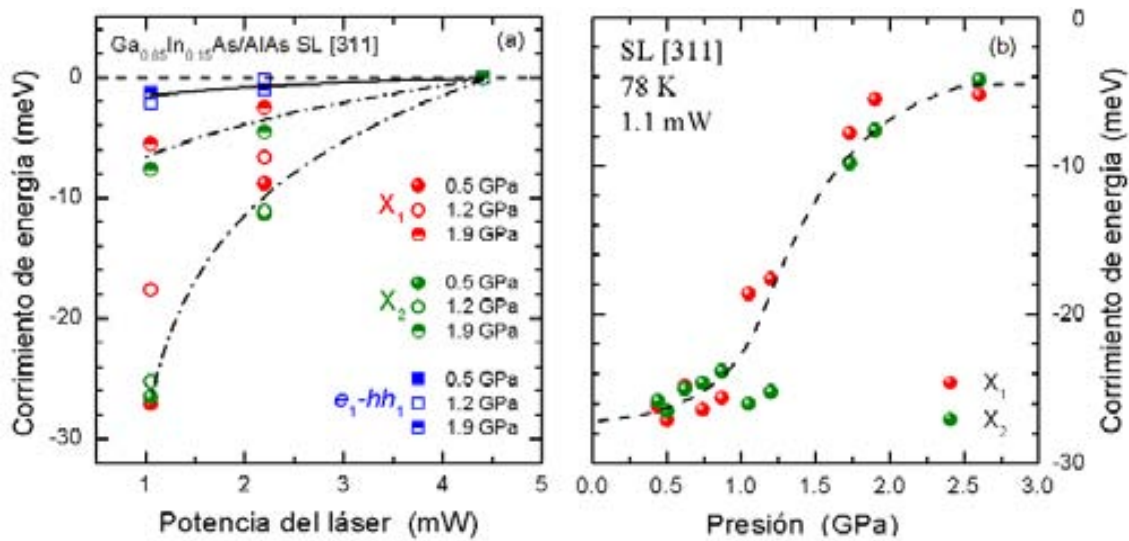 Ga0.85In0.15As/AlAs SL [311]
(a)
Corrimiento de energía (meV)
0
-10
-20
-30
X1
0.5 GPa
1.2 GPa
1.9 GPa
X2
0.5 GPa
1.2 GPa
1.9 GPa
e1-hh1
0.5 GPa
1.2 GPa
1.9 GPa
1 2 3 4 5
Potencia del láser (mW)
SL [311]
78 K
1.1 mW
(b)
X1
X2
0
-10
-20
-30
Corrimiento de energía (meV)
0.0 0.5 1.0 1.5 2.0 2.5 3.0
Presión (GPa)